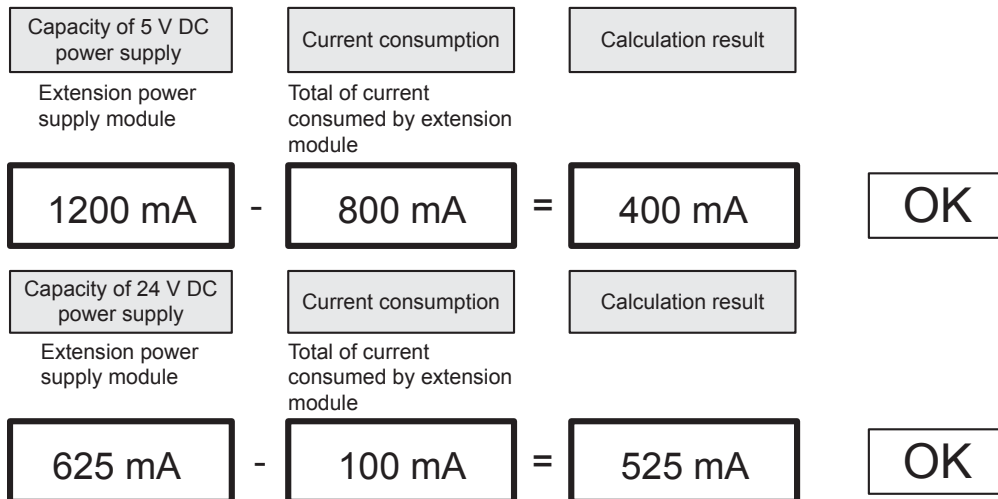 Capacity of 5 V DC
power supply
Current consumption
Calculation result
Extension power
supply module
Total of current
consumed by extension
module
1200 mA - 800 mA = 400 mA OK
Capacity of 24 V DC
power supply
Current consumption
Calculation result
Extension power
supply module
Total of current
consumed by extension
module
625 mA - 100 mA = 525 mA OK